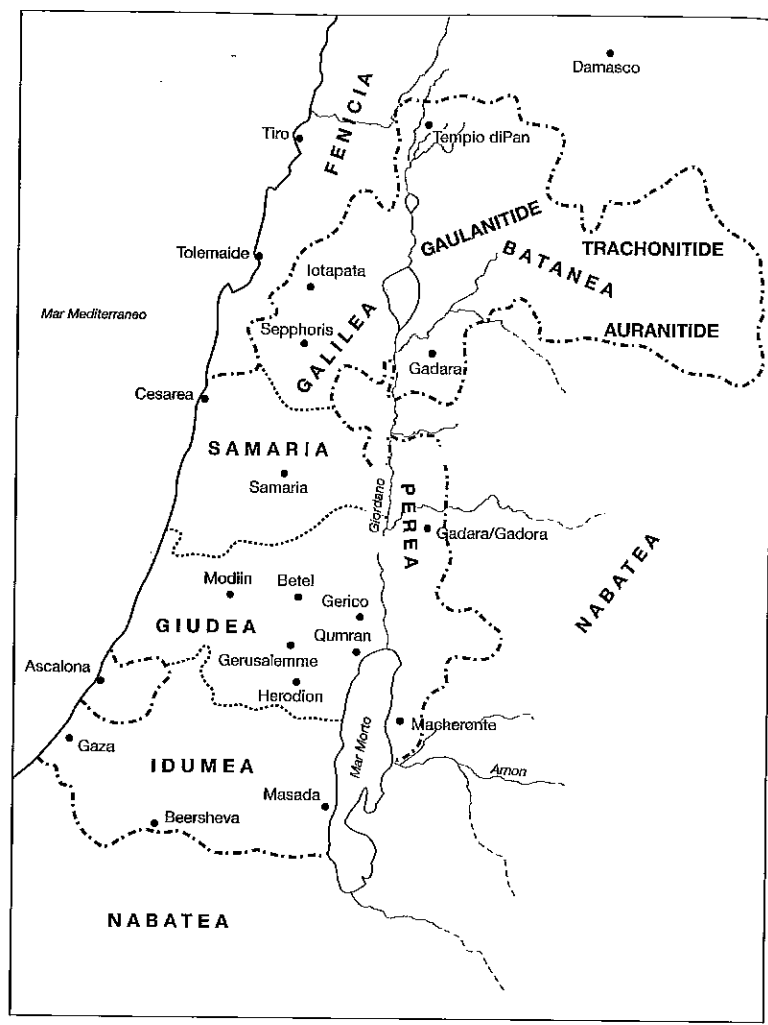 Damasco
FENICIA
Tiro
Tempio diPan
GAULANITIDE
Tolemaide
BATANEA
TRACHONITIDE
Iotapata
Mar Mediterraneo
Sepphoris
GALILEA
AURANITIDE
Gadara
Cesarea
SAMARIA
Samaria
Giordano
PEREA
Gadara/Gadora
NABATEA
Modiin
Betel
Gerico
GIUDEA
Qumran
Gerusalemme
Ascalona
Herodion
Macheronte
Gaza
Mar Morto
IDUMEA
Arnon
Masada
Beersheva
NABATEA